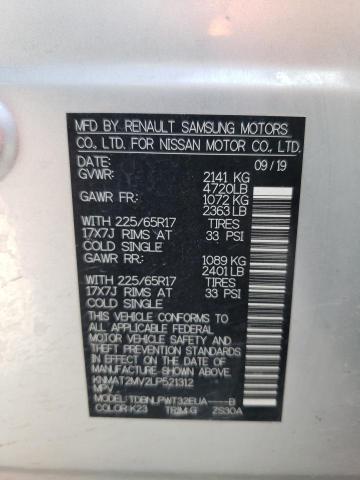 MFD BY RENAULT SAMSUNG MOTORS
CO., LTD. FOR NISSAN MOTOR CO., LTD.
DATE: 09/19
GVWR: 2141 KG
4720LB
GAWR FR: 1072 KG
2363 LB
WITH 225/65R17 TIRES
17X7J RIMS AT 33 PSI
COLD SINGLE
GAWR RR: 1089 KG
2401 LB
WITH 225/65R17 TIRES
17X7J RIMS AT 33 PSI
COLD SINGLE
THIS VEHICLE CONFORMS TO ALL
APPLICABLE FEDERAL MOTOR
VEHICLE SAFETY, BUMPER, AND
THEFT PREVENTION STANDARDS
IN EFFECT ON THE DATE OF
MANUFACTURE SHOWN ABOVE.
KNMAT2MV2LP521312
MPV
MODEL:TDBNLPWT32EUA----B
COLOR:K23 TRIM:G ZS30A